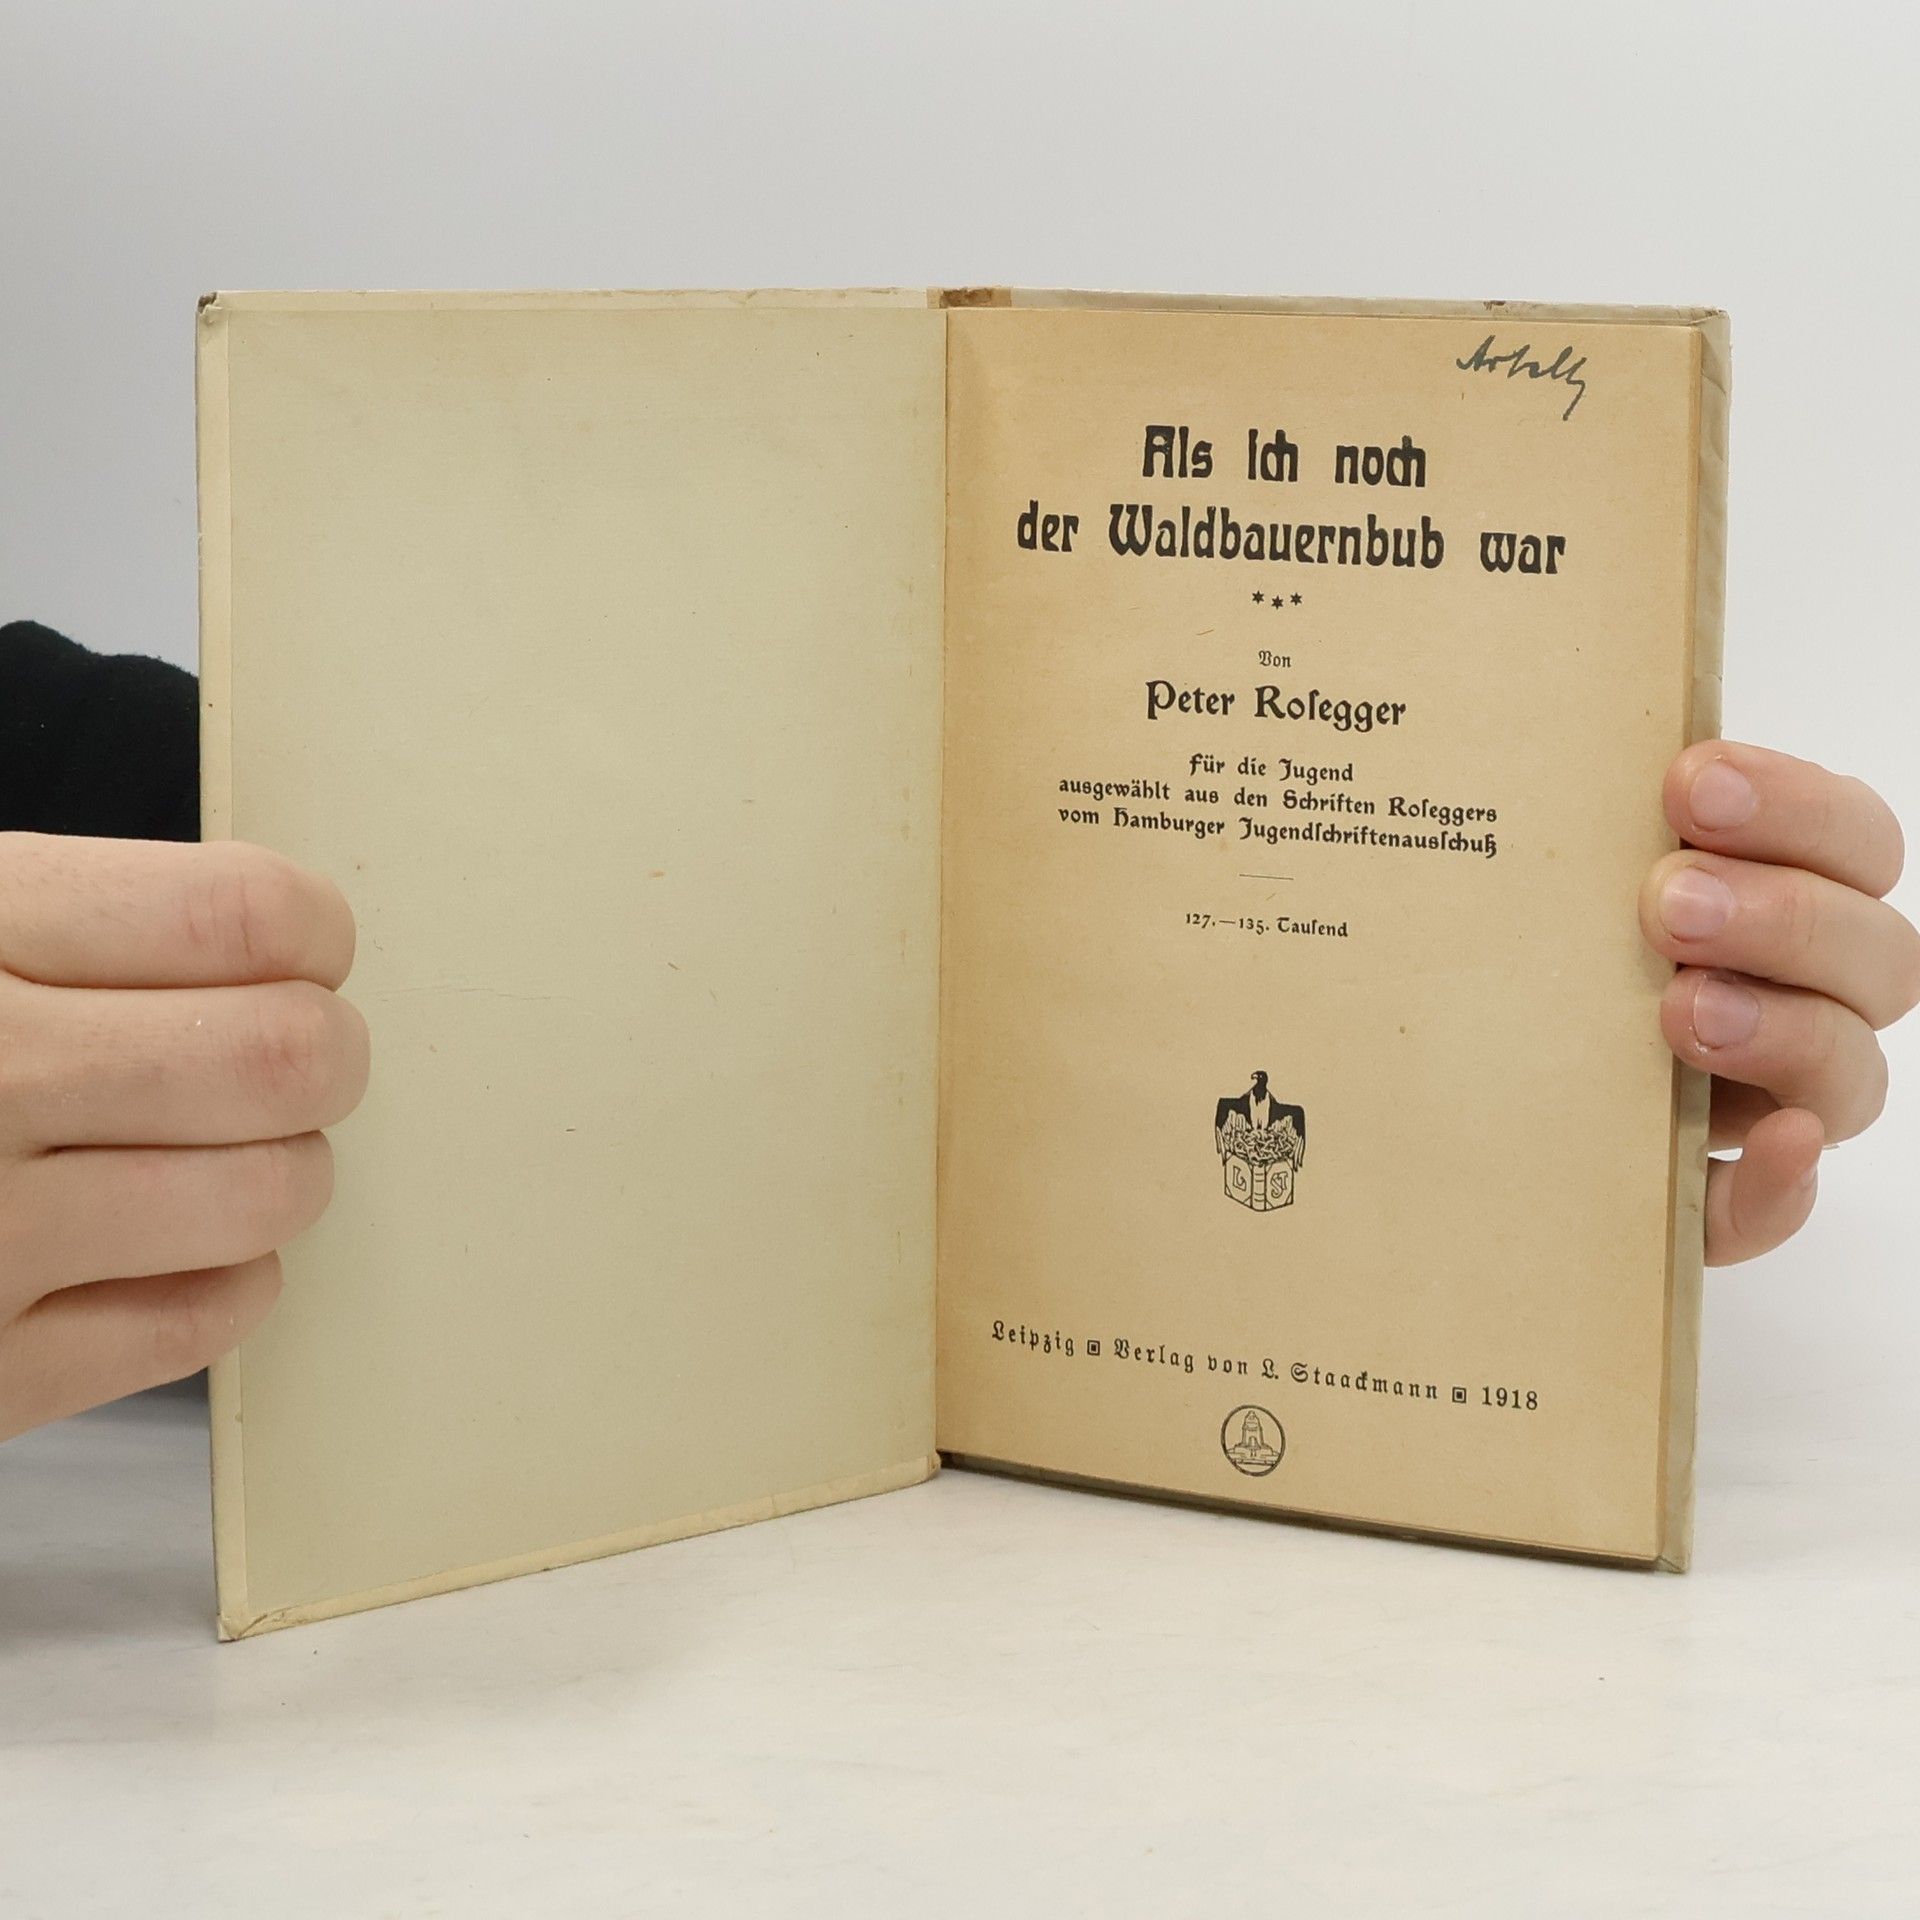 Als ich noch
der Waldbauernbub war
***
Von
Peter Roſegger
Für die Jugend
ausgewählt aus den Schriften Roſeggers
vom Hamburger Jugendſchriftenausſchuß
127.—135. Tauſend
L ST
Leipzig ▣ Verlag von L. Staackmann ▣ 1918